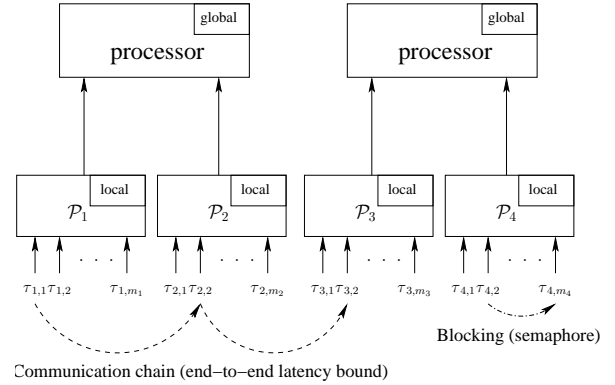 global global
processor processor
local local local local
𝒫₁ 𝒫₂ 𝒫₃ 𝒫₄
. . . . . . . . . . . .
τ₁,₁ τ₁,₂ τ₁,ₘ₁ τ₂,₁ τ₂,₂ τ₂,ₘ₂ τ₃,₁ τ₃,₂ τ₃,ₘ₃ τ₄,₁ τ₄,₂ τ₄,ₘ₄
Blocking (semaphore)
Communication chain (end−to−end latency bound)